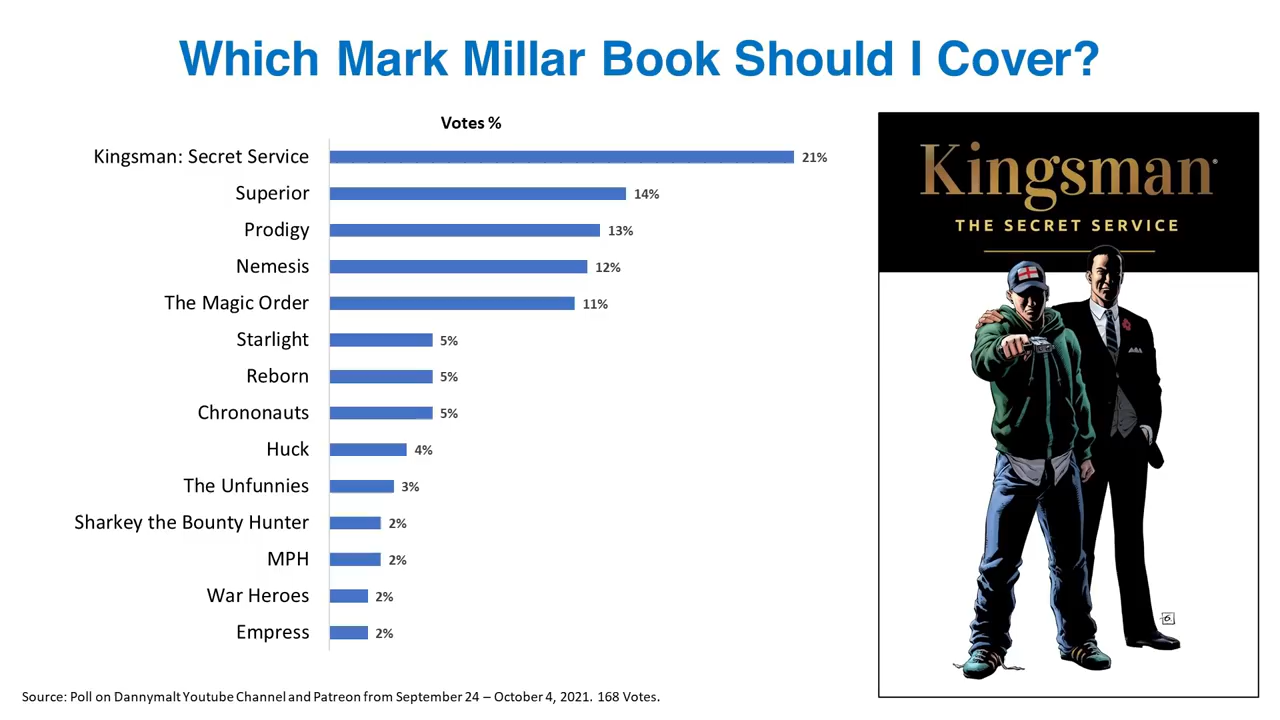 Which Mark Millar Book Should I Cover?
Votes %
Kingsman: Secret Service 21%
Superior 14%
Prodigy 13%
Nemesis 12%
The Magic Order 11%
Starlight 5%
Reborn 5%
Chrononauts 5%
Huck 4%
The Unfunnies 3%
Sharkey the Bounty Hunter 2%
MPH 2%
War Heroes 2%
Empress 2%
Kingsman
THE SECRET SERVICE
Source: Poll on Dannymalt Youtube Channel and Patreon from September 24 – October 4, 2021. 168 Votes.